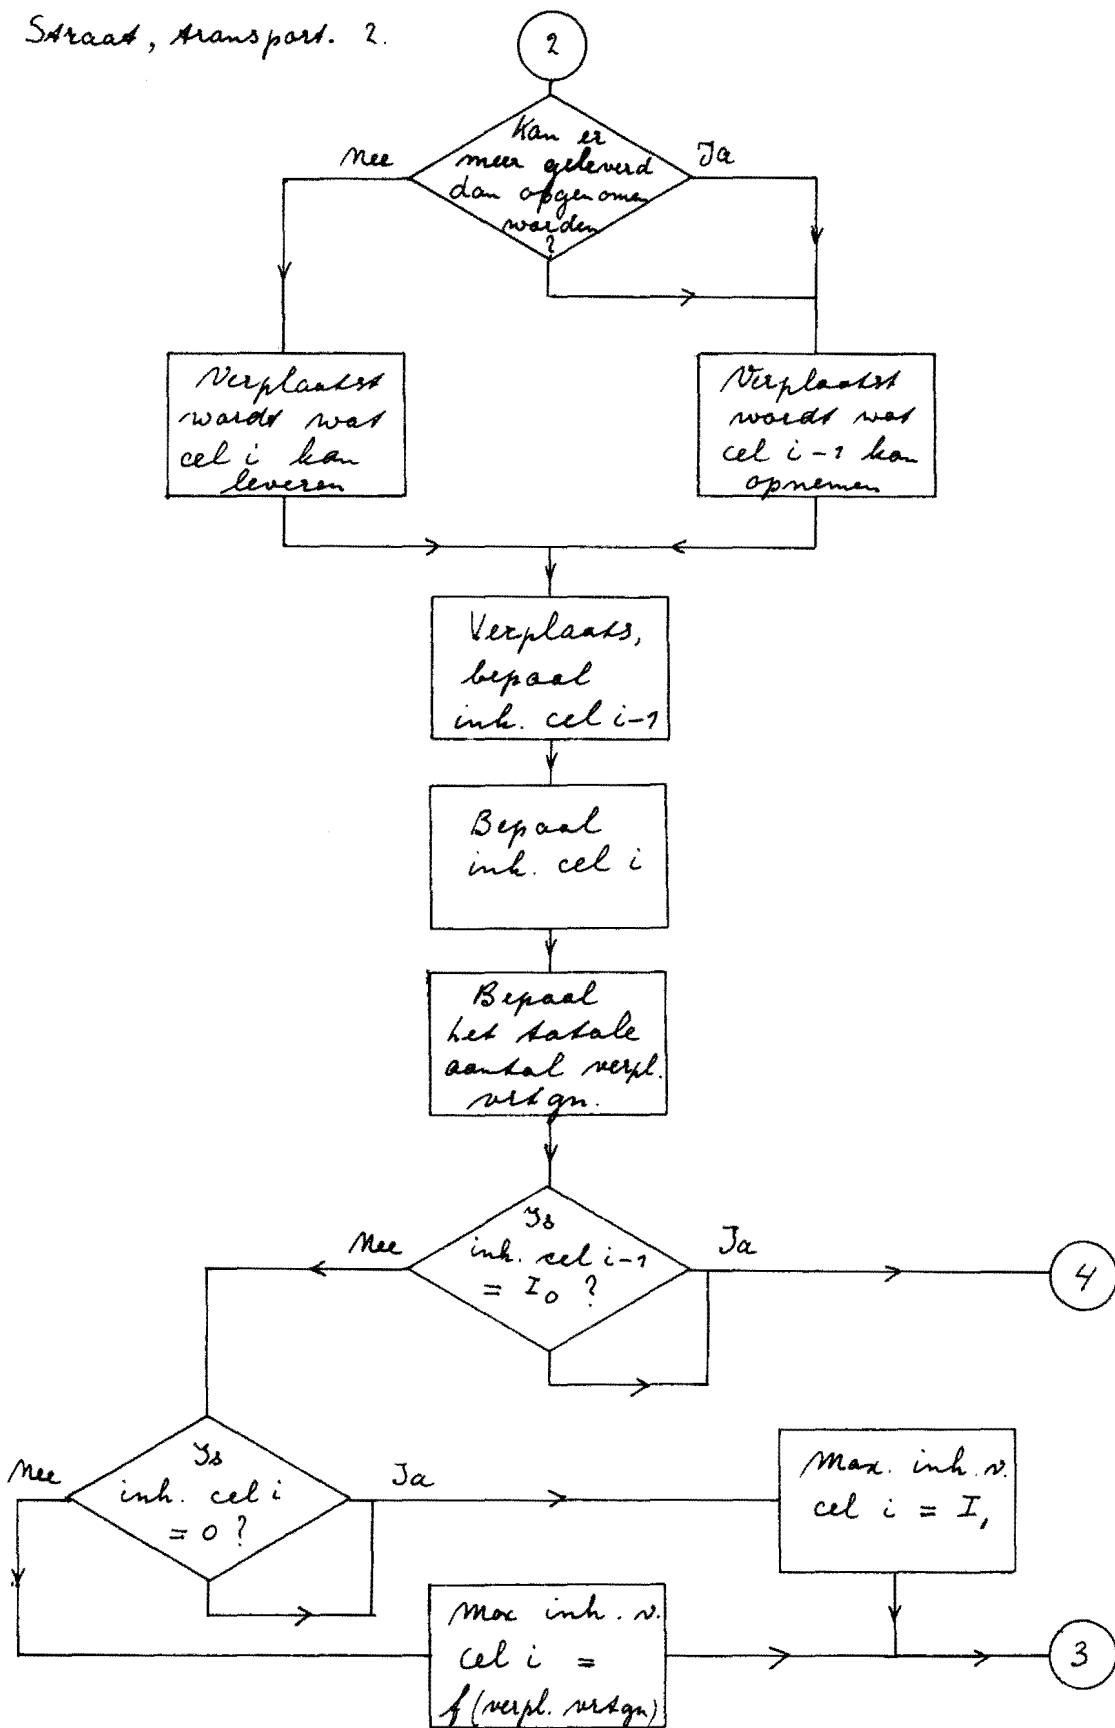 Straat, transport. 2.
2
Kan er
meer geleverd
dan opgenomen
worden
?
Nee
Ja
Verplaatst
wordt wat
cel i kan
leveren
Verplaatst
wordt wat
cel i-1 kan
opnemen
Verplaats,
bepaal
inh. cel i-1
Bepaal
inh. cel i
Bepaal
het totale
aantal verpl.
vrtgn.
Is
inh. cel i-1
= I₀ ?
Nee
Ja
4
Is
inh. cel i
= 0 ?
Nee
Ja
Max. inh. v.
cel i = I₁
Max inh. v.
cel i =
f (verpl. vrtgn)
3